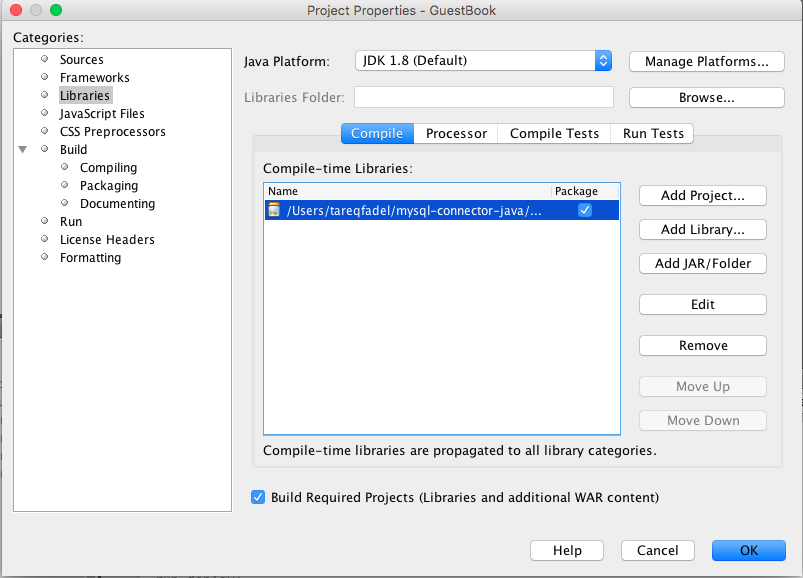 Project Properties - GuestBook
Categories:
Sources
Frameworks
Libraries
JavaScript Files
CSS Preprocessors
Build
Compiling
Packaging
Documenting
Run
License Headers
Formatting
Java Platform: JDK 1.8 (Default) Manage Platforms...
Libraries Folder: Browse...
Compile Processor Compile Tests Run Tests
Compile-time Libraries:
Name Package
/Users/tareqfadel/mysql-connector-java/...
Add Project...
Add Library...
Add JAR/Folder
Edit
Remove
Move Up
Move Down
Compile-time libraries are propagated to all library categories.
Build Required Projects (Libraries and additional WAR content)
Help Cancel OK